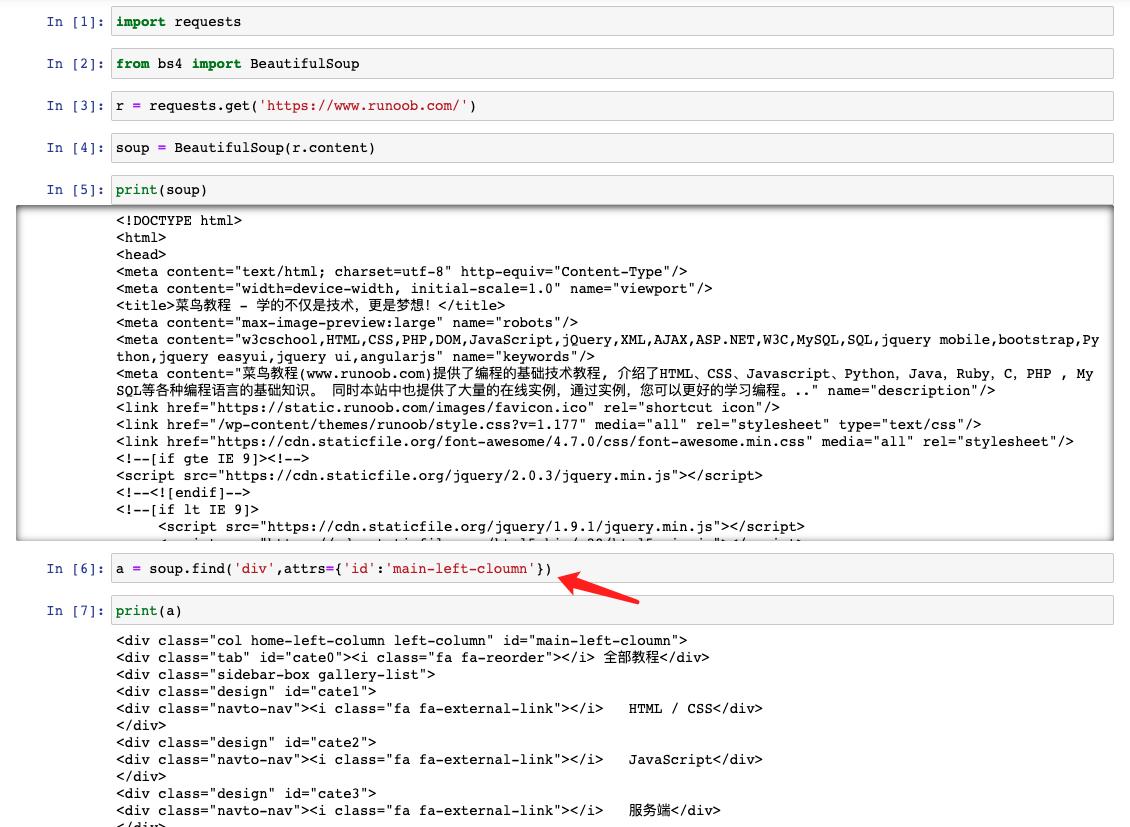 In [1]: import requests
In [2]: from bs4 import BeautifulSoup
In [3]: r = requests.get('https://www.runoob.com/')
In [4]: soup = BeautifulSoup(r.content)
In [5]: print(soup)
<!DOCTYPE html>
<html>
<head>
<meta content="text/html; charset=utf-8" http-equiv="Content-Type"/>
<meta content="width=device-width, initial-scale=1.0" name="viewport"/>
<title>菜鸟教程 - 学的不仅是技术，更是梦想！</title>
<meta content="max-image-preview:large" name="robots"/>
<meta content="w3cschool,HTML,CSS,PHP,DOM,JavaScript,jQuery,XML,AJAX,ASP.NET,W3C,MySQL,SQL,jquery mobile,bootstrap,Py
thon,jquery easyui,jquery ui,angularjs" name="keywords"/>
<meta content="菜鸟教程(www.runoob.com)提供了编程的基础技术教程, 介绍了HTML、CSS、Javascript、Python，Java，Ruby，C，PHP , My
SQL等各种编程语言的基础知识。 同时本站中也提供了大量的在线实例，通过实例，您可以更好的学习编程。.." name="description"/>
<link href="https://static.runoob.com/images/favicon.ico" rel="shortcut icon"/>
<link href="/wp-content/themes/runoob/style.css?v=1.177" media="all" rel="stylesheet" type="text/css"/>
<link href="https://cdn.staticfile.org/font-awesome/4.7.0/css/font-awesome.min.css" media="all" rel="stylesheet"/>
<!--[if gte IE 9]><!-->
<script src="https://cdn.staticfile.org/jquery/2.0.3/jquery.min.js"></script>
<!--<![endif]-->
<!--[if lt IE 9]>
<script src="https://cdn.staticfile.org/jquery/1.9.1/jquery.min.js"></script>
In [6]: a = soup.find('div',attrs={'id':'main-left-cloumn'})
In [7]: print(a)
<div class="col home-left-column left-column" id="main-left-cloumn">
<div class="tab" id="cate0"><i class="fa fa-reorder"></i> 全部教程</div>
<div class="sidebar-box gallery-list">
<div class="design" id="cate1">
<div class="navto-nav"><i class="fa fa-external-link"></i> HTML / CSS</div>
</div>
<div class="design" id="cate2">
<div class="navto-nav"><i class="fa fa-external-link"></i> JavaScript</div>
</div>
<div class="design" id="cate3">
<div class="navto-nav"><i class="fa fa-external-link"></i> 服务端</div>